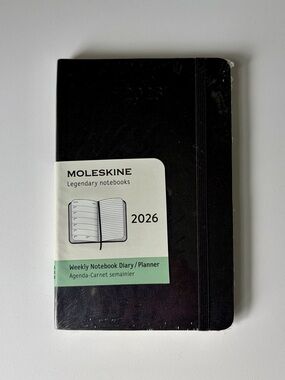 MOLESKINE
Legendary notebooks
2026
Weekly Notebook Diary/Planner
Agenda-Carnet semainier